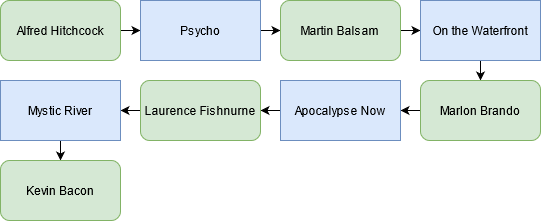 Alfred Hitchcock
Psycho
Martin Balsam
On the Waterfront
Marlon Brando
Apocalypse Now
Laurence Fishnurne
Mystic River
Kevin Bacon